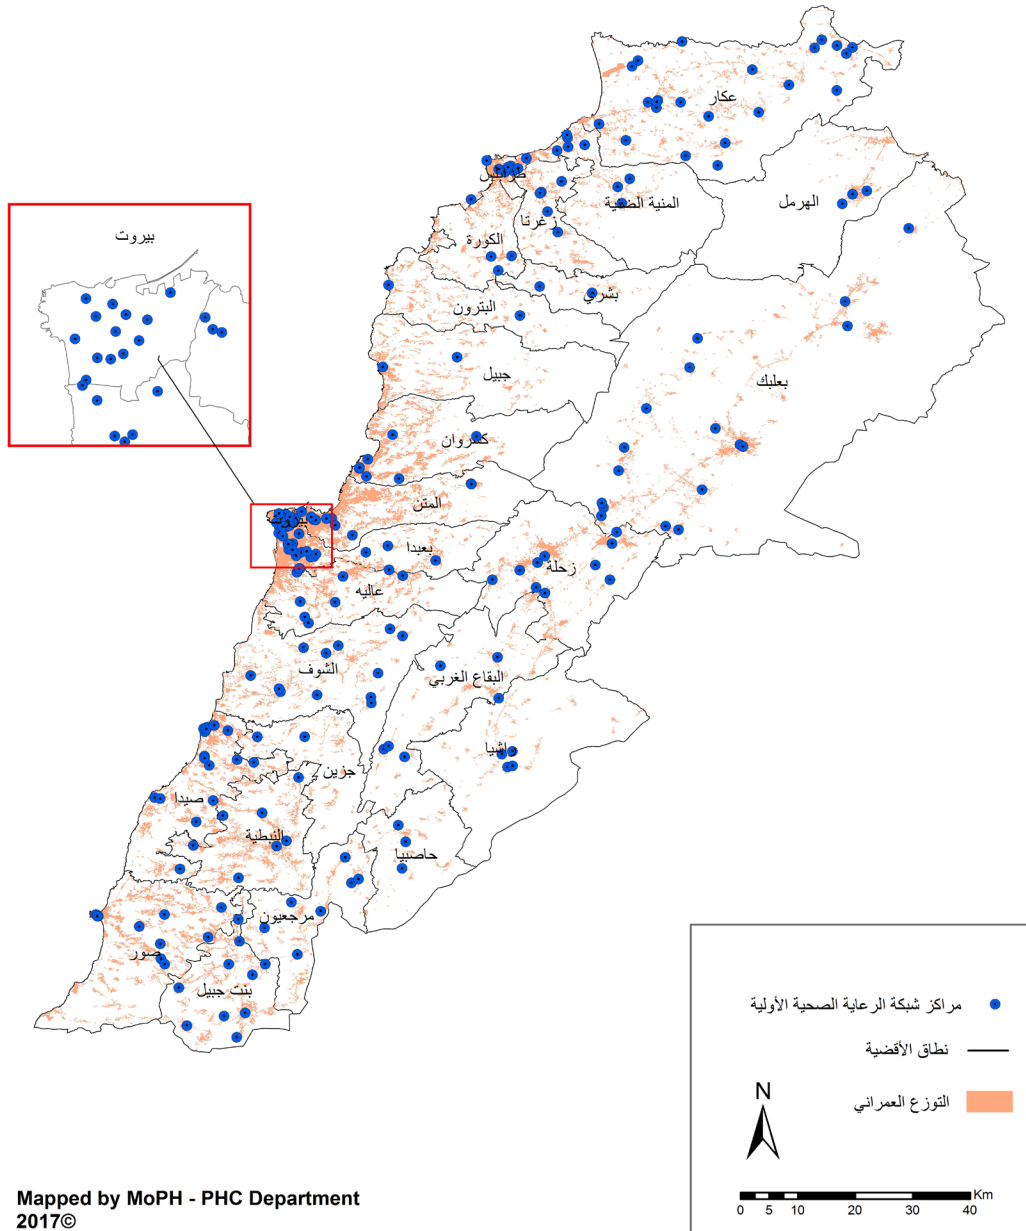 عكار
طرابلس
المنية الضنية
الهرمل
زغرتا
الكورة
بيروت
بشري
البترون
جبيل
بعلبك
كسروان
المتن
بيروت
بعبدا
زحلة
عاليه
الشوف
البقاع الغربي
راشيا
جزين
صيدا
النبطية
حاصبيا
مرجعيون
صور
بنت جبيل
مراكز شبكة الرعاية الصحية الأولية
نطاق الأقضية
التوزع العمراني
N
Km
0 5 10 20 30 40
Mapped by MoPH - PHC Department
2017©